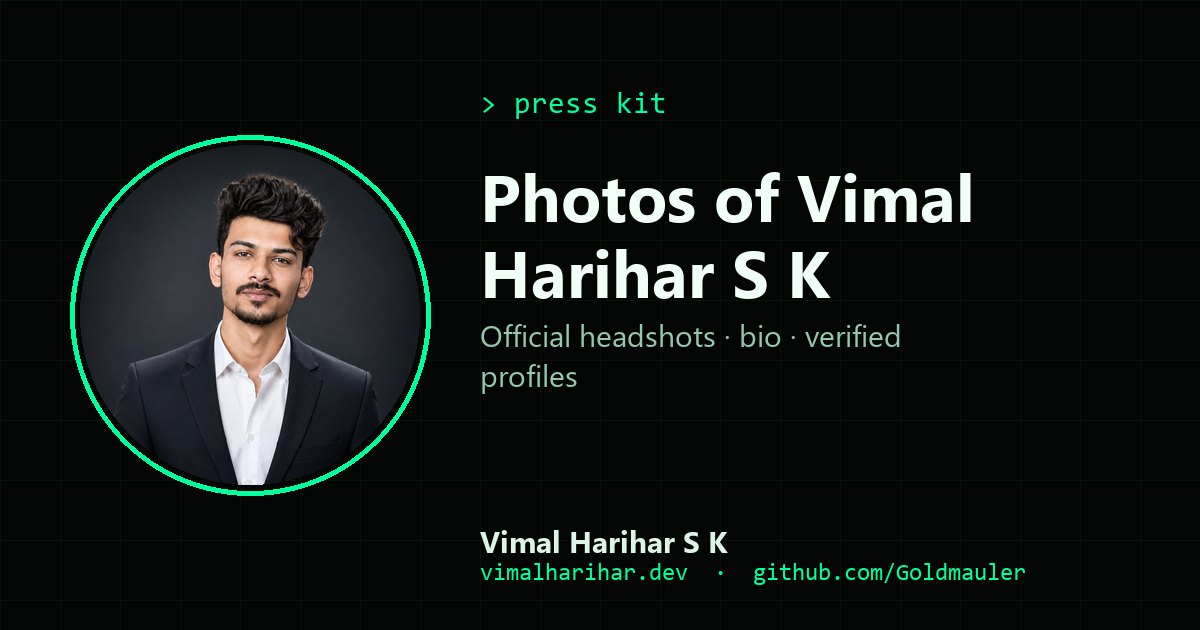 > press kit
Photos of Vimal
Harihar S K
Official headshots · bio · verified
profiles
Vimal Harihar S K
vimalharihar.dev · github.com/Goldmauler